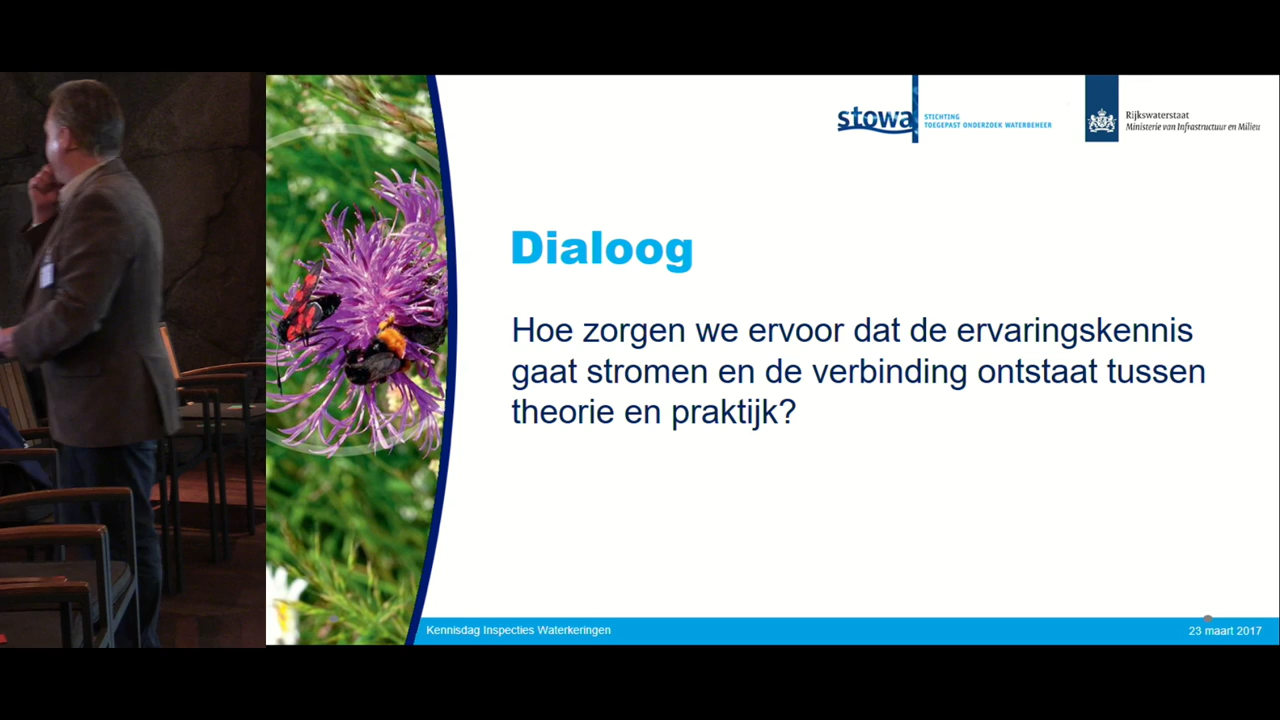 stowa
STICHTING
TOEGEPAST ONDERZOEK WATERBEHEER
Rijkswaterstaat
Ministerie van Infrastructuur en Milieu
Dialoog
Hoe zorgen we ervoor dat de ervaringskennis
gaat stromen en de verbinding ontstaat tussen
theorie en praktijk?
Kennisdag Inspecties Waterkeringen
23 maart 2017